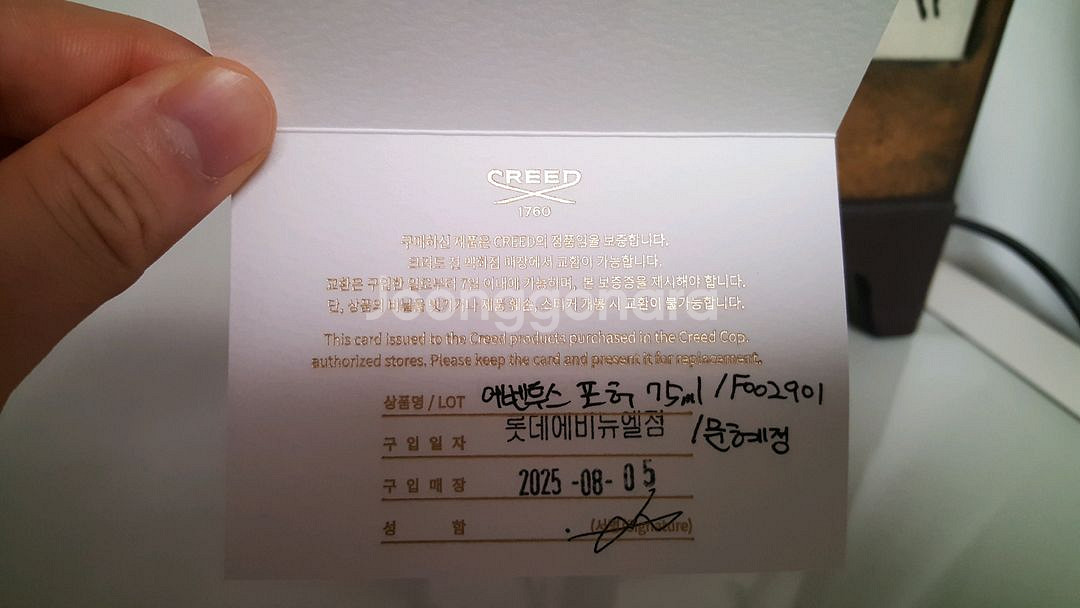 CREED
1760
구매하신 제품은 CREED의 정품임을 보증합니다.
크리드 전 백화점 매장에서 교환이 가능합니다.
교환은 구입한 일로부터 7일 이내에 가능하며, 본 보증증을 제시해야 합니다.
단, 상품의 비닐을 벗기거나 제품 훼손, 스티커 개봉 시 교환이 불가능합니다.
Joonggonara
This card issued to the Creed products purchased in the Creed Cop.
authorized stores. Please keep the card and present it for replacement.
상품명 / LOT 에벤투스 포허 75ml / F002901
구 입 일 자 롯데에비뉴엘점 / 문혜정
구 입 매 장 2025 -08- 05
성 함 (서명/Signature)